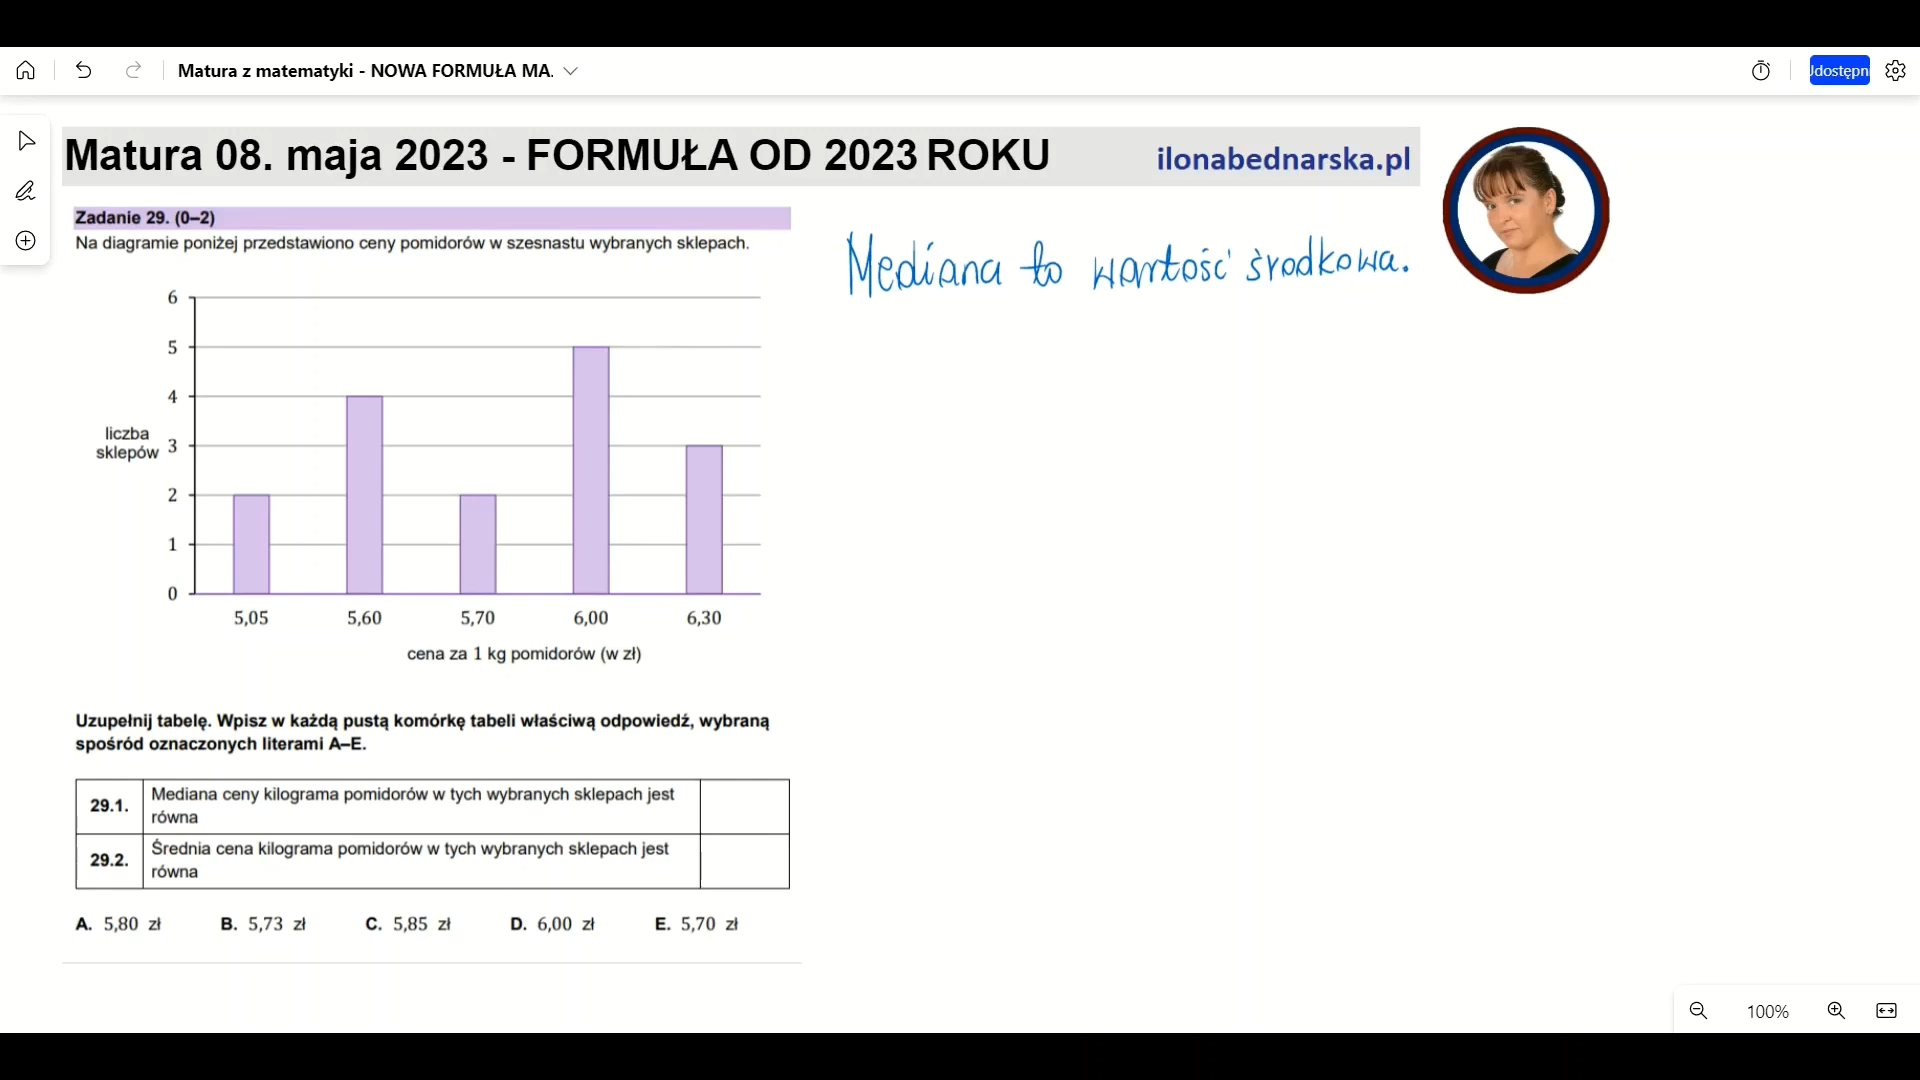 Matura z matematyki - NOWA FORMUŁA MA.
Matura 08. maja 2023 - FORMUŁA OD 2023 ROKU
ilonabednarska.pl
Zadanie 29. (0–2)
Na diagramie poniżej przedstawiono ceny pomidorów w szesnastu wybranych sklepach.
Mediana to wartość środkowa.
6
5
4
liczba
sklepów
3
2
1
0
5,05 5,60 5,70 6,00 6,30
cena za 1 kg pomidorów (w zł)
Uzupełnij tabelę. Wpisz w każdą pustą komórkę tabeli właściwą odpowiedź, wybraną
spośród oznaczonych literami A–E.
29.1. Mediana ceny kilograma pomidorów w tych wybranych sklepach jest
równa
29.2. Średnia cena kilograma pomidorów w tych wybranych sklepach jest
równa
A. 5,80 zł B. 5,73 zł C. 5,85 zł D. 6,00 zł E. 5,70 zł
100%